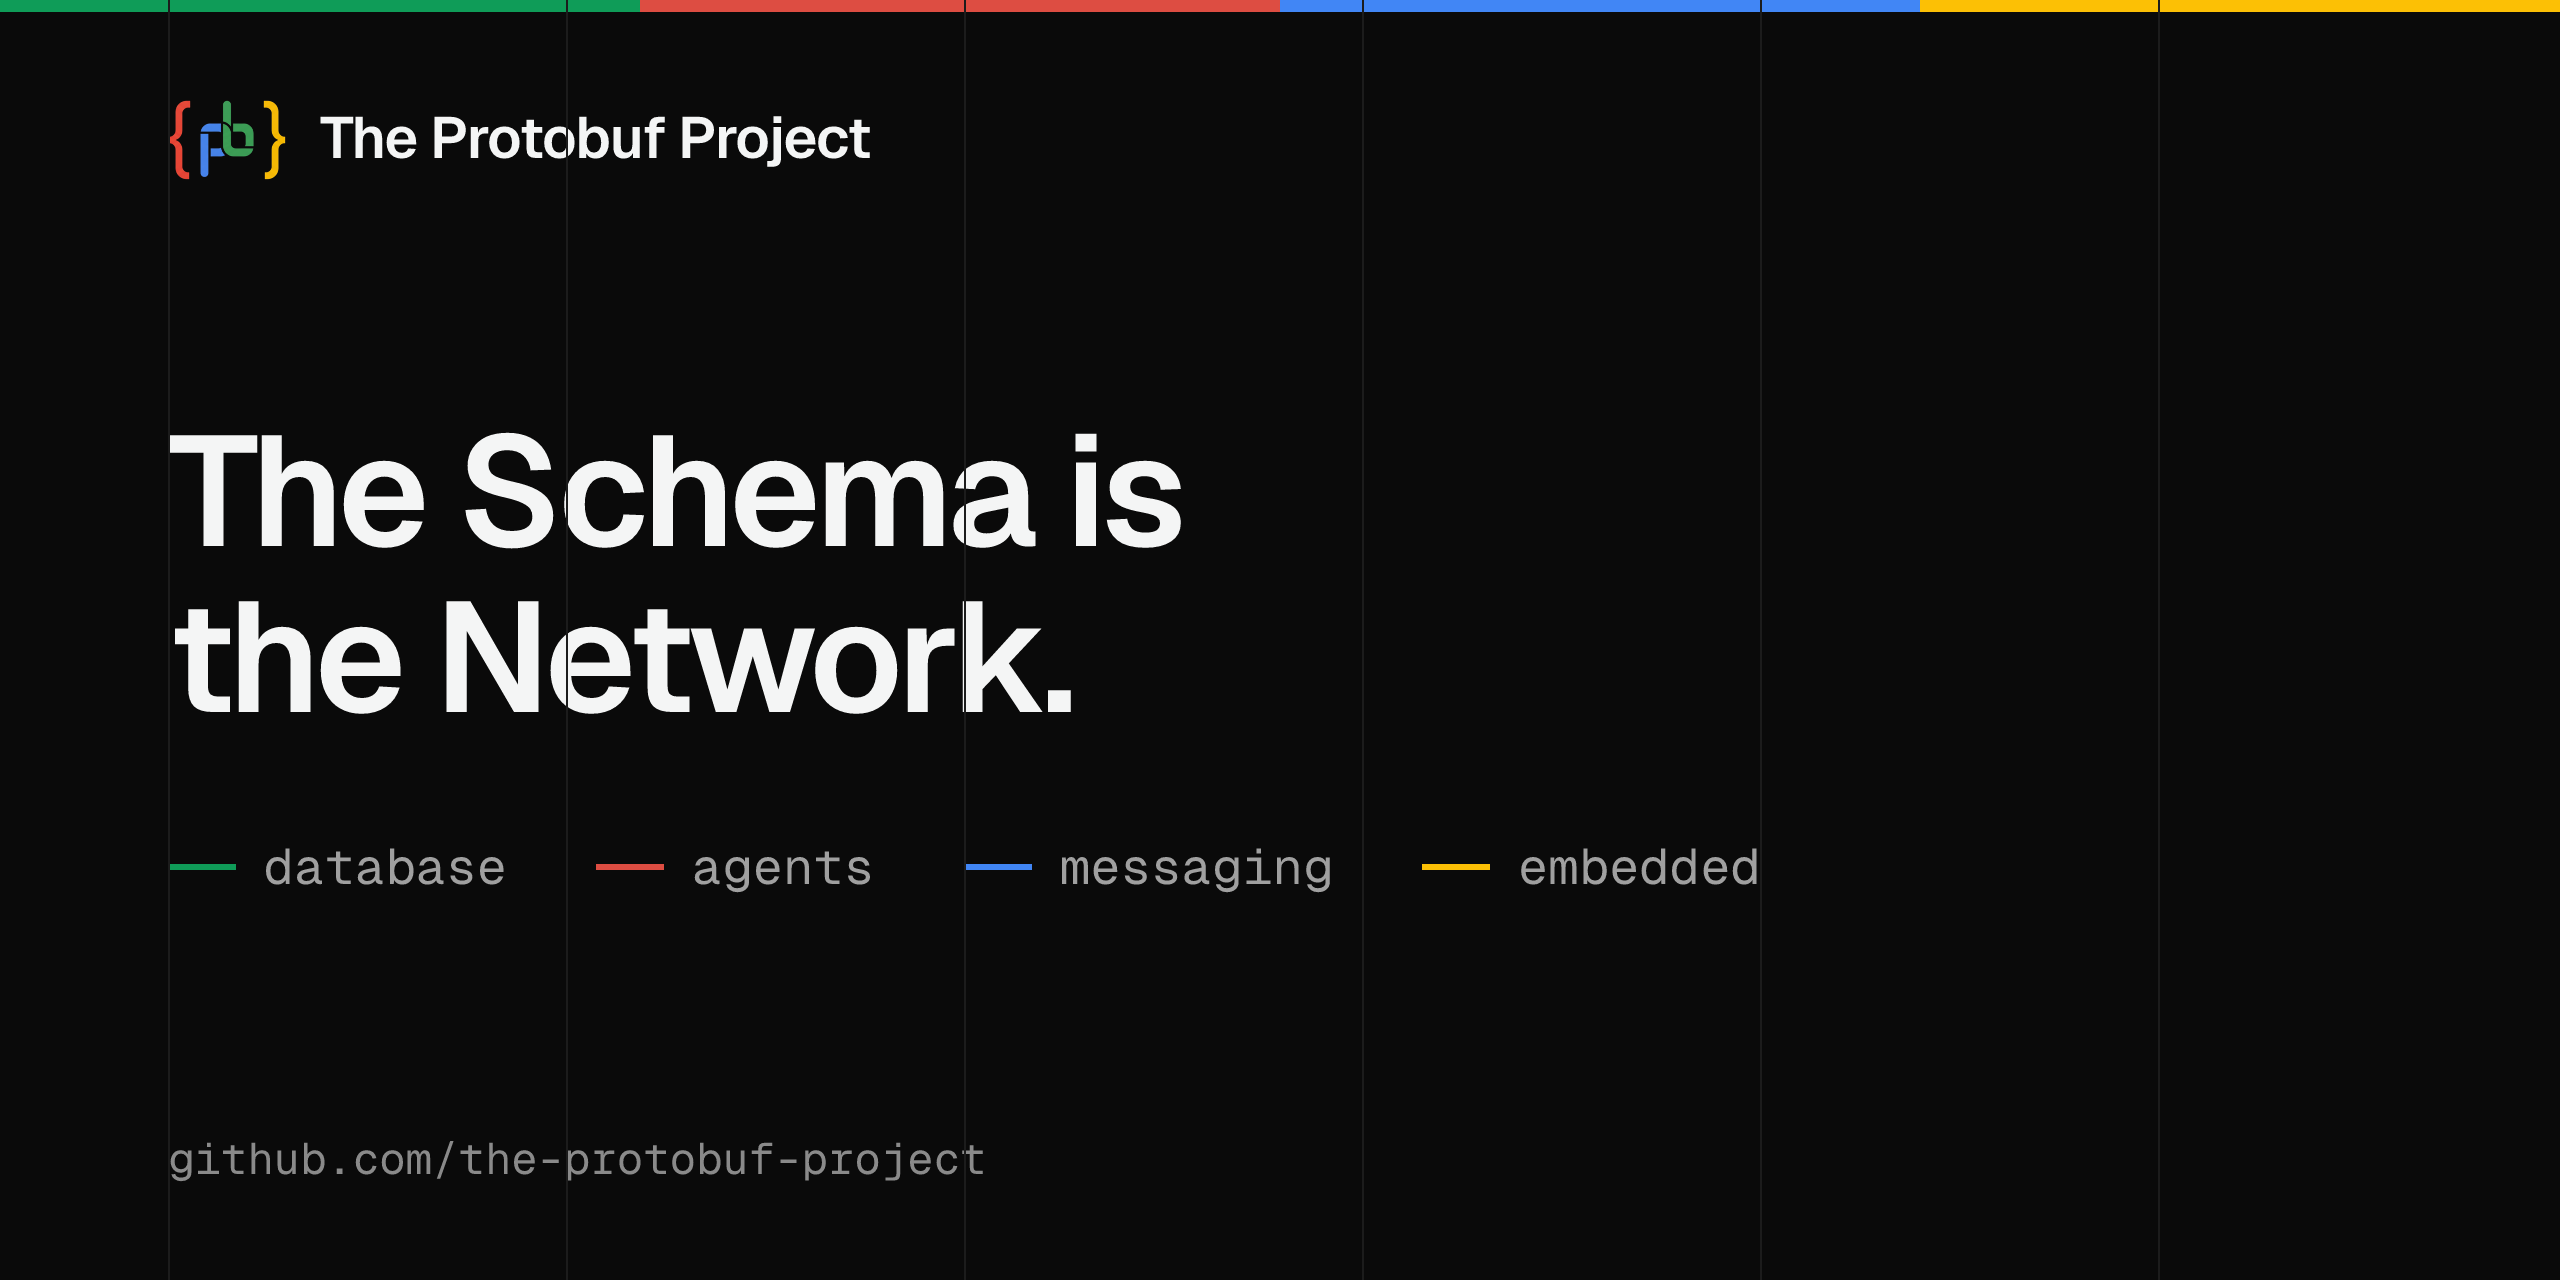 {pb} The Protobuf Project
The Schema is
the Network.
database agents messaging embedded
github.com/the-protobuf-project